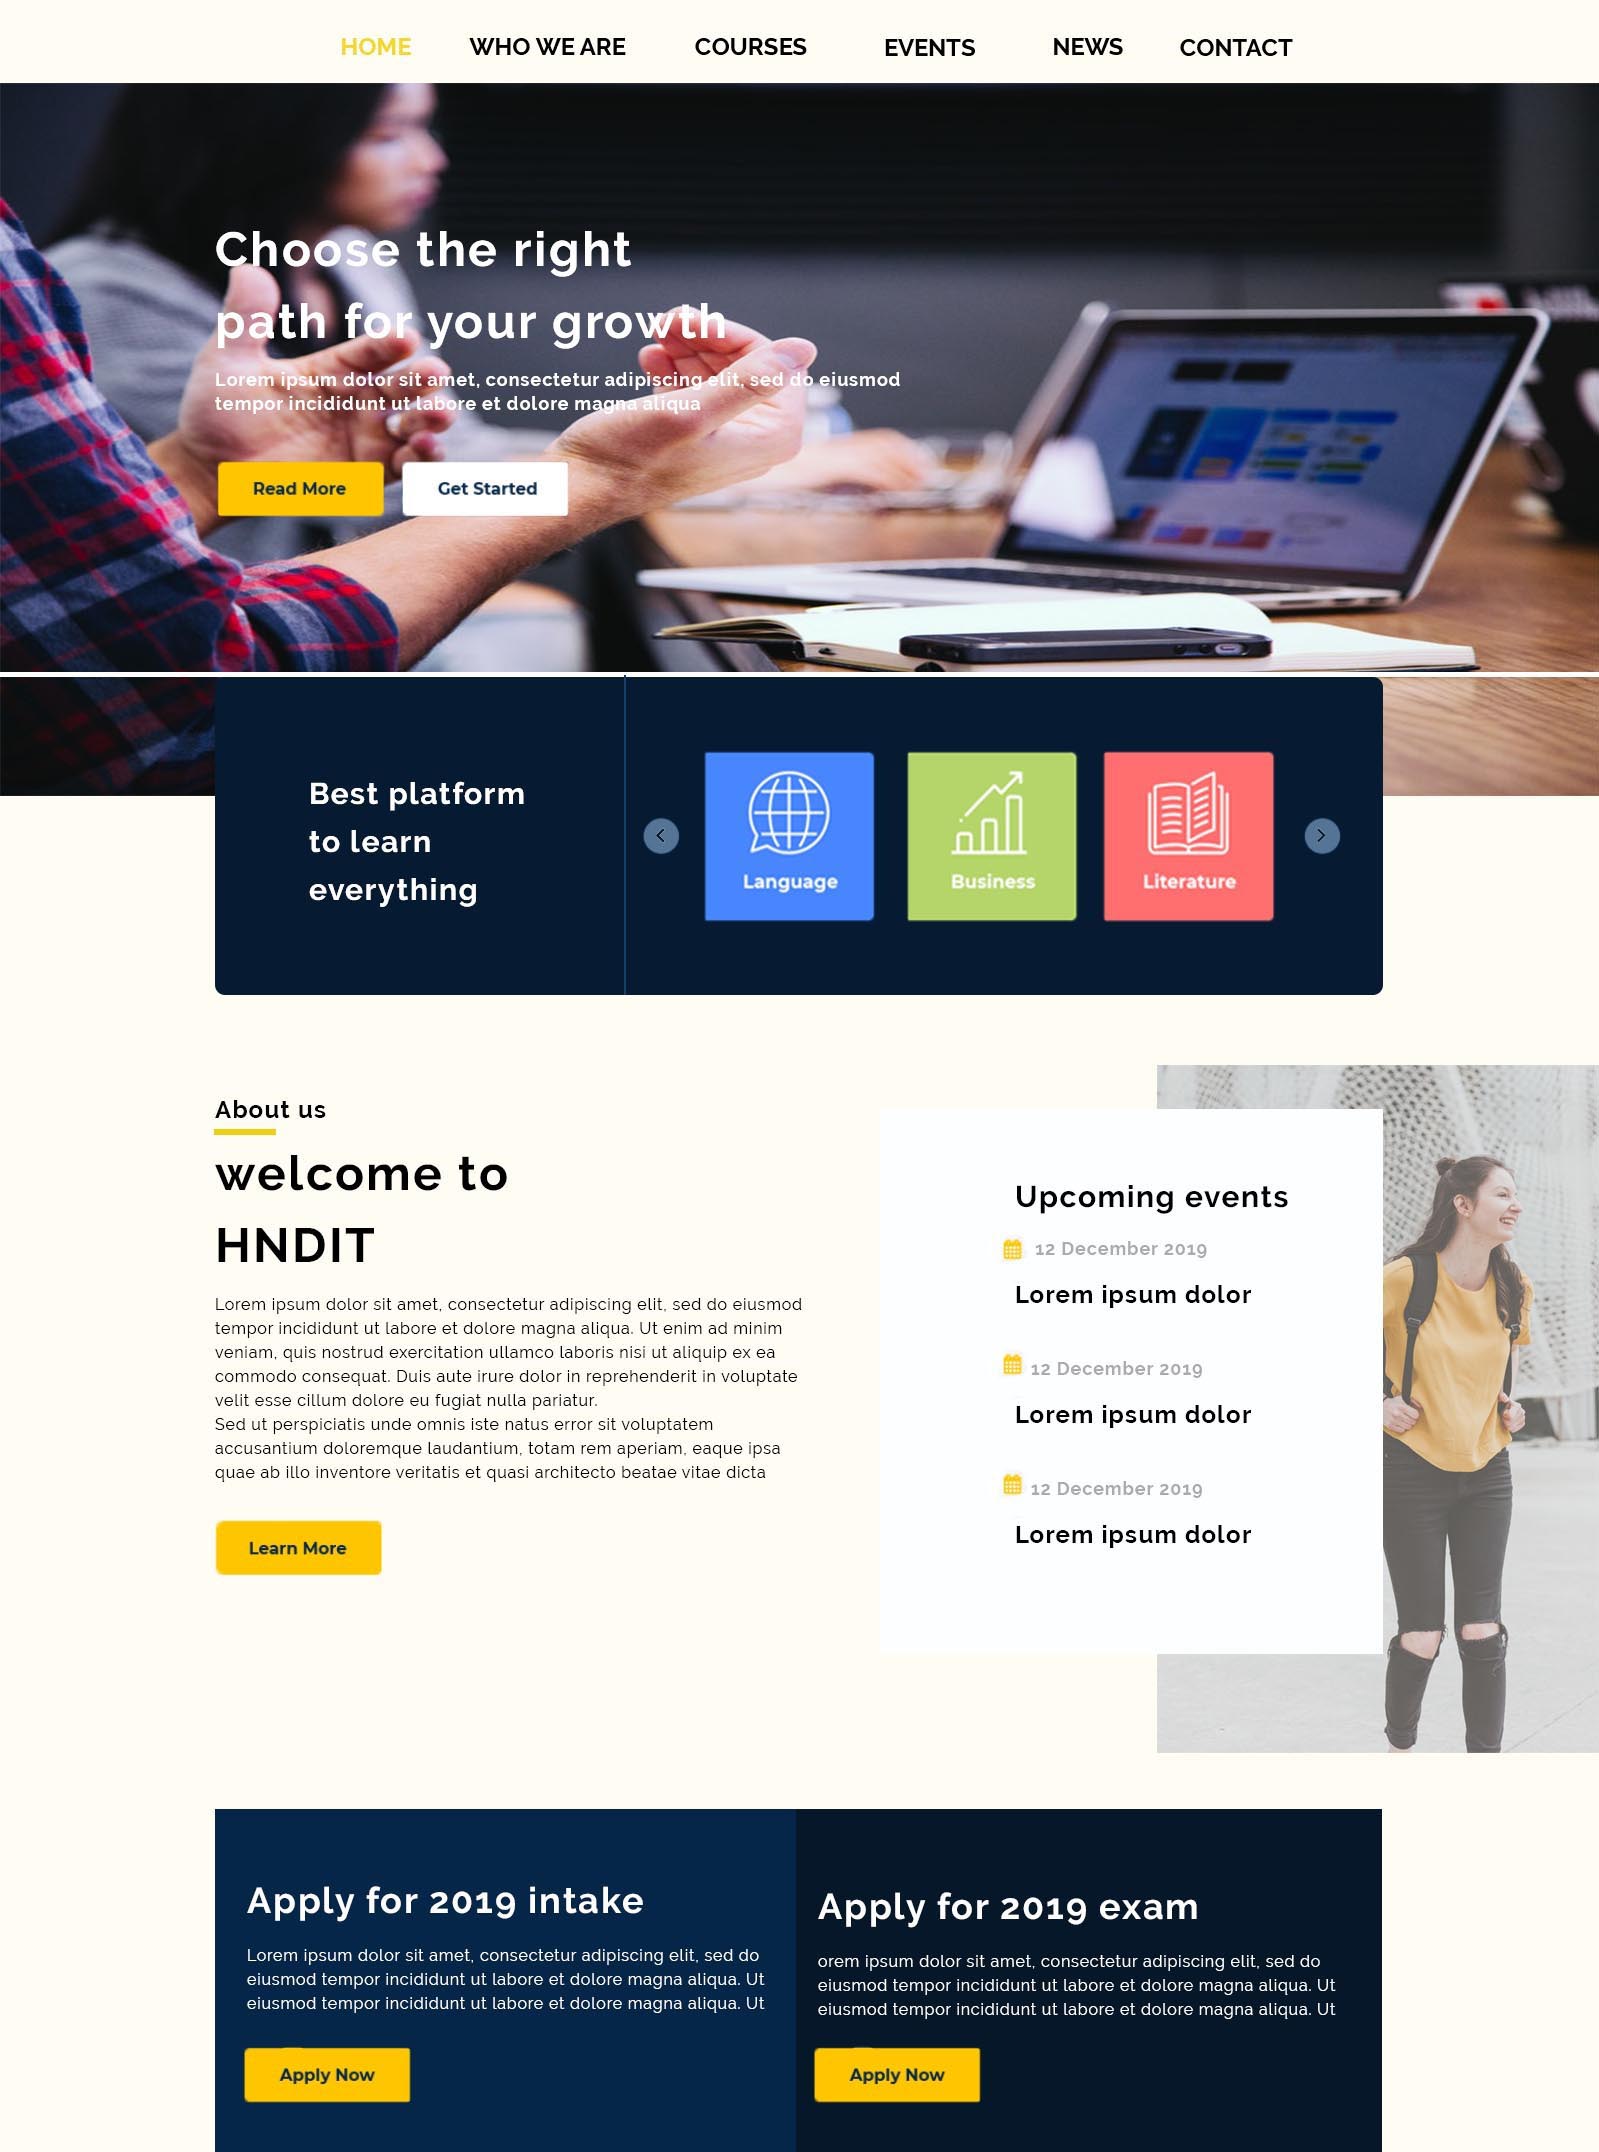 HOME WHO WE ARE COURSES EVENTS NEWS CONTACT
Choose the right
path for your growth
Lorem ipsum dolor sit amet, consectetur adipiscing elit, sed do eiusmod
tempor incididunt ut labore et dolore magna aliqua
Read More Get Started
Best platform
to learn
everything
Language Business Literature
About us
welcome to
HNDIT
Lorem ipsum dolor sit amet, consectetur adipiscing elit, sed do eiusmod
tempor incididunt ut labore et dolore magna aliqua. Ut enim ad minim
veniam, quis nostrud exercitation ullamco laboris nisi ut aliquip ex ea
commodo consequat. Duis aute irure dolor in reprehenderit in voluptate
velit esse cillum dolore eu fugiat nulla pariatur.
Sed ut perspiciatis unde omnis iste natus error sit voluptatem
accusantium doloremque laudantium, totam rem aperiam, eaque ipsa
quae ab illo inventore veritatis et quasi architecto beatae vitae dicta
Learn More
Upcoming events
12 December 2019
Lorem ipsum dolor
12 December 2019
Lorem ipsum dolor
12 December 2019
Lorem ipsum dolor
Apply for 2019 intake
Lorem ipsum dolor sit amet, consectetur adipiscing elit, sed do
eiusmod tempor incididunt ut labore et dolore magna aliqua. Ut
eiusmod tempor incididunt ut labore et dolore magna aliqua. Ut
Apply Now
Apply for 2019 exam
orem ipsum dolor sit amet, consectetur adipiscing elit, sed do
eiusmod tempor incididunt ut labore et dolore magna aliqua. Ut
eiusmod tempor incididunt ut labore et dolore magna aliqua. Ut
Apply Now